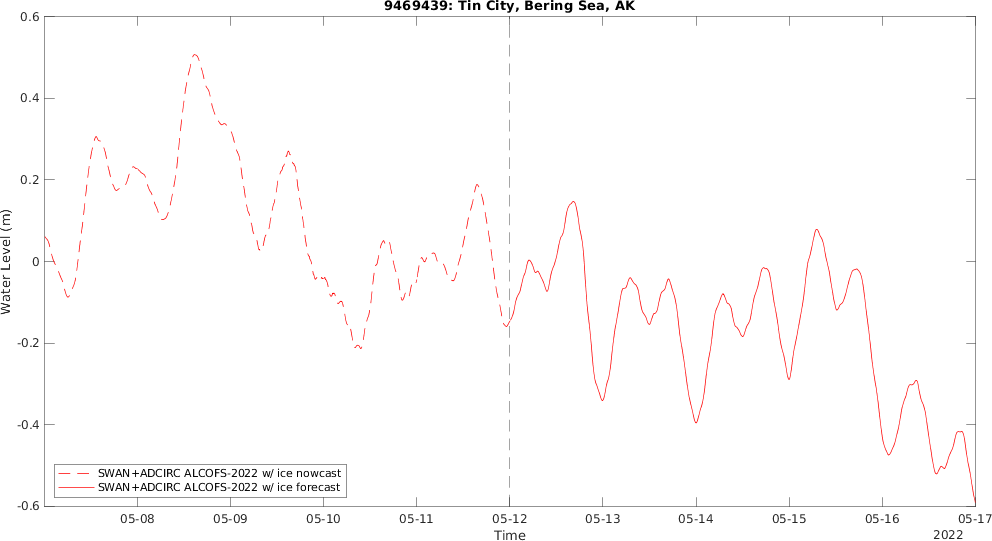 9469439: Tin City, Bering Sea, AK
0.6
0.4
0.2
0
-0.2
-0.4
-0.6
Water Level (m)
SWAN+ADCIRC ALCOFS-2022 w/ ice nowcast
SWAN+ADCIRC ALCOFS-2022 w/ ice forecast
05-08 05-09 05-10 05-11 05-12 05-13 05-14 05-15 05-16 05-17
Time
2022